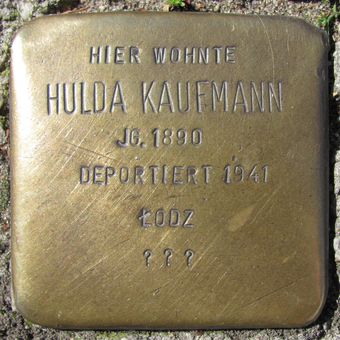 HIER WOHNTE
HULDA KAUFMANN
JG. 1890
DEPORTIERT 1941
ŁODZ
???